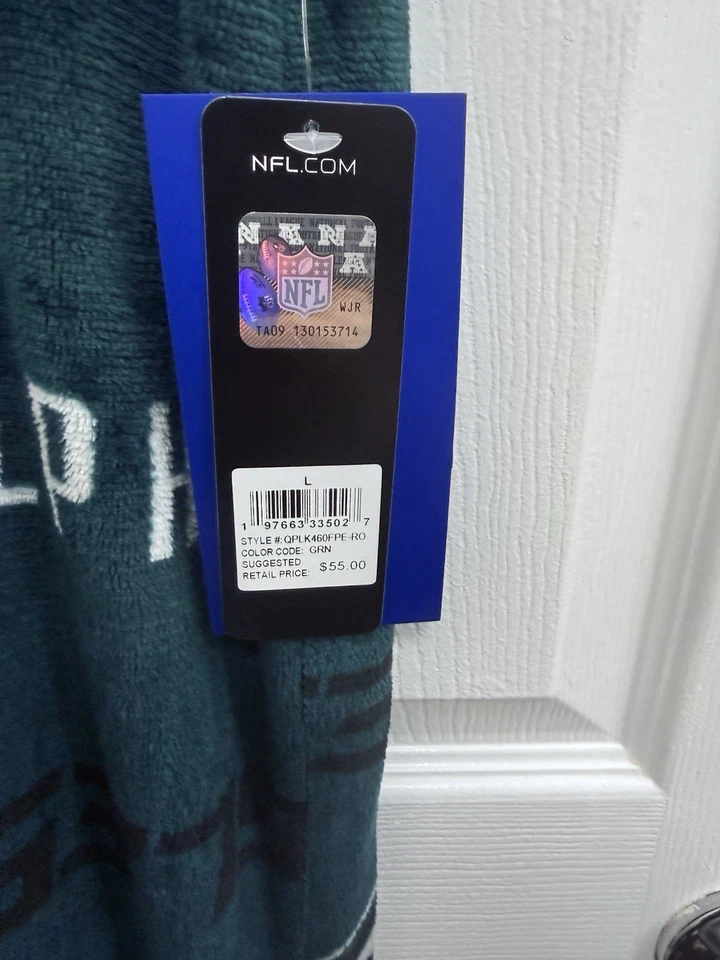 NFL.COM
NFL
WJR
TA09 130153714
L
1 97663 33502 7
STYLE #: QPLK460FPE-RO
COLOR CODE: GRN
SUGGESTED
RETAIL PRICE: $55.00